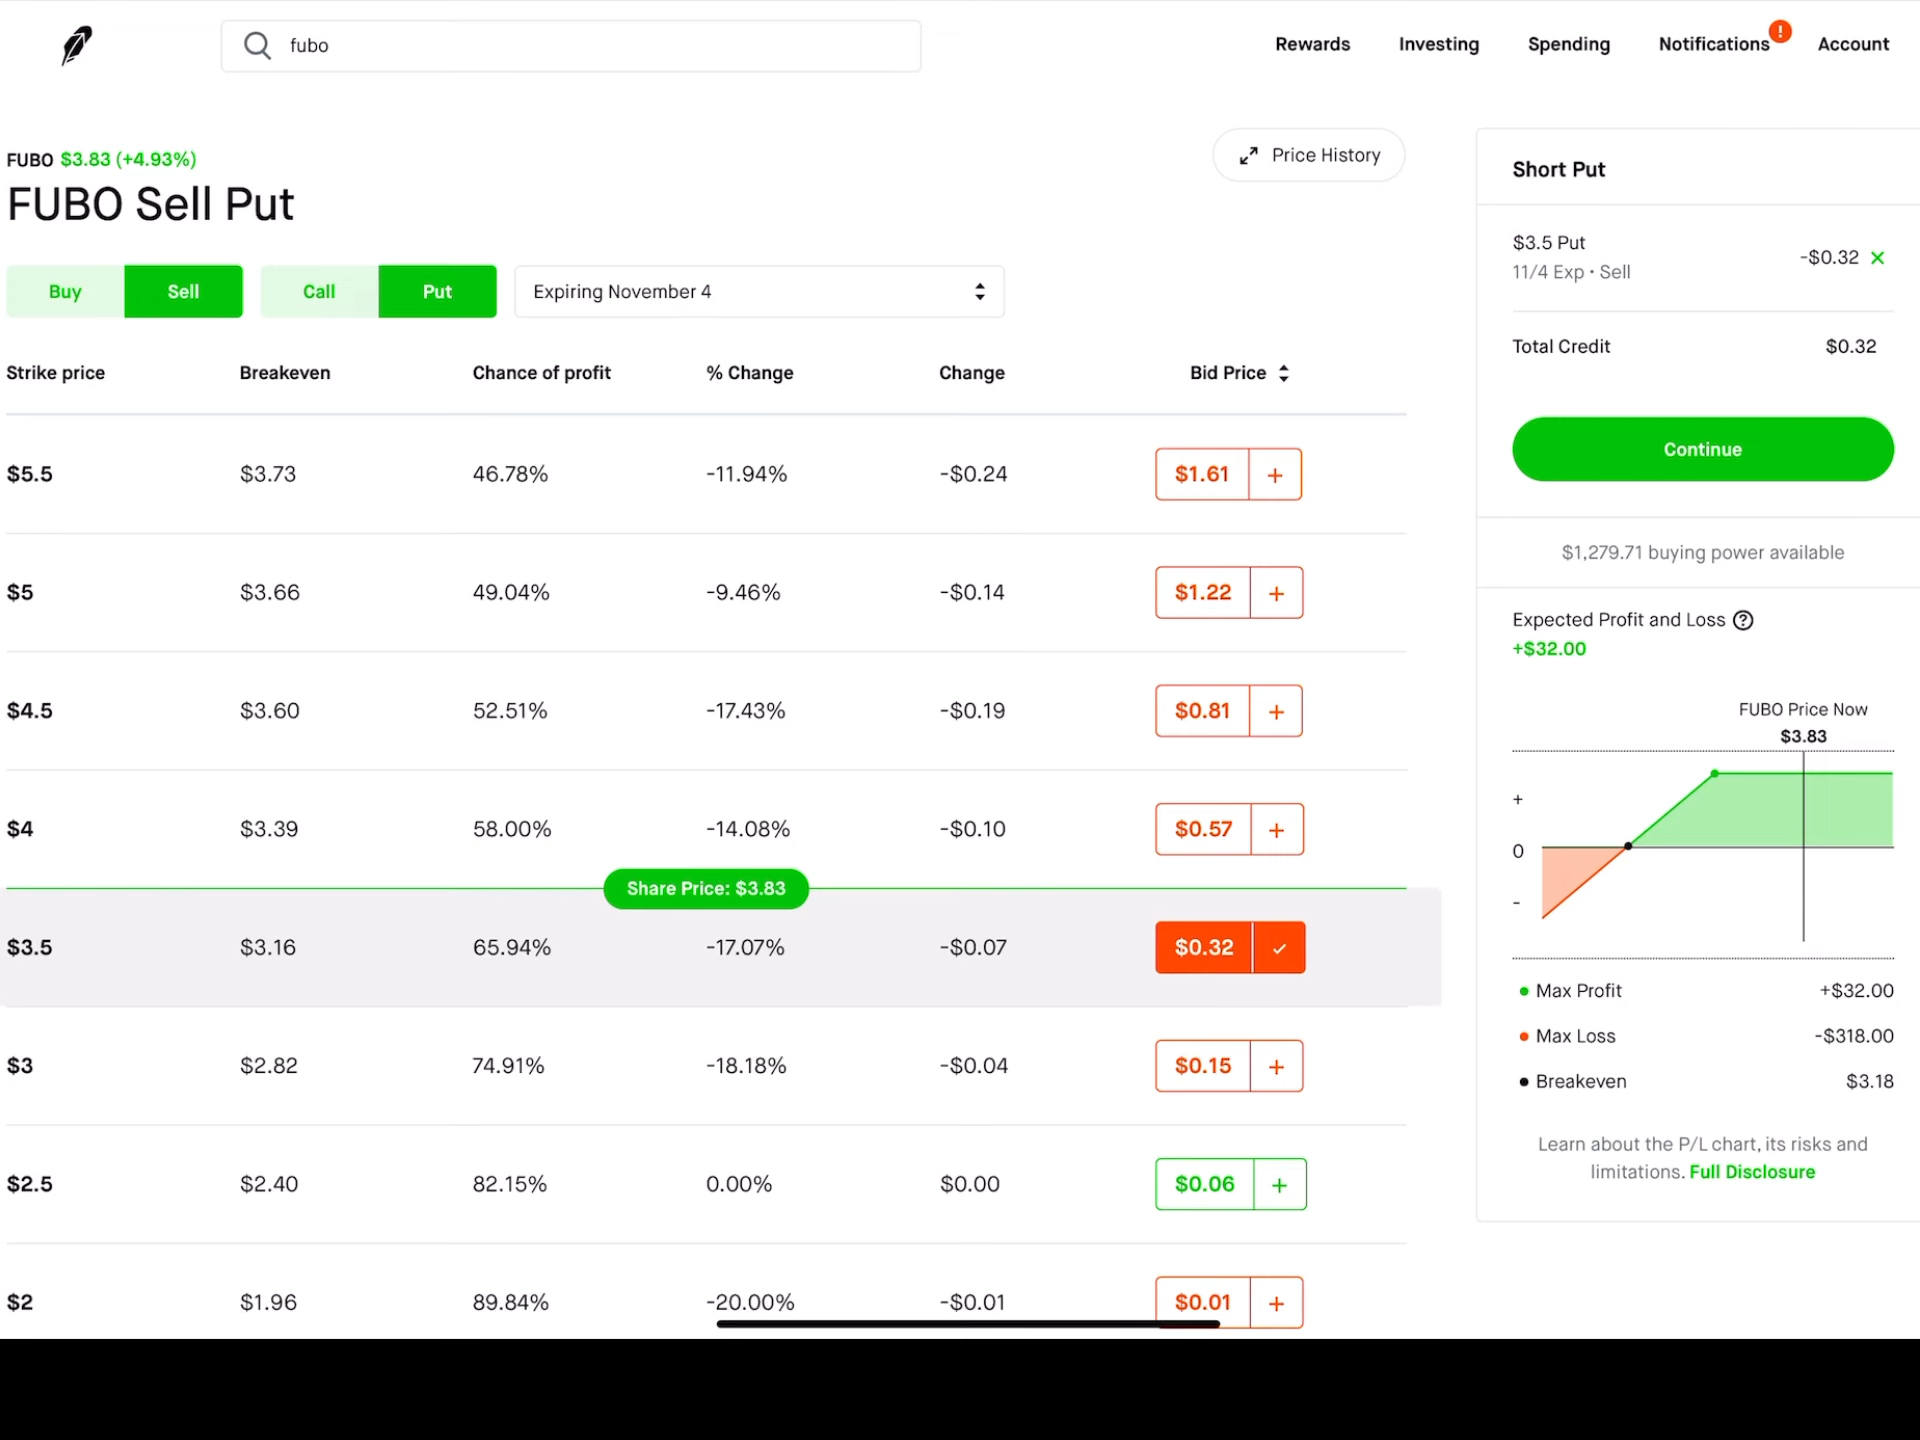 fubo
Rewards Investing Spending Notifications ! Account
FUBO $3.83 (+4.93%)
FUBO Sell Put
Price History
Buy Sell Call Put Expiring November 4
Strike price Breakeven Chance of profit % Change Change Bid Price
$5.5 $3.73 46.78% -11.94% -$0.24 $1.61 +
$5 $3.66 49.04% -9.46% -$0.14 $1.22 +
$4.5 $3.60 52.51% -17.43% -$0.19 $0.81 +
$4 $3.39 58.00% -14.08% -$0.10 $0.57 +
Share Price: $3.83
$3.5 $3.16 65.94% -17.07% -$0.07 $0.32
$3 $2.82 74.91% -18.18% -$0.04 $0.15 +
$2.5 $2.40 82.15% 0.00% $0.00 $0.06 +
$2 $1.96 89.84% -20.00% -$0.01 $0.01 +
Short Put
$3.5 Put
11/4 Exp • Sell
-$0.32
Total Credit $0.32
Continue
$1,279.71 buying power available
Expected Profit and Loss ?
+$32.00
FUBO Price Now
$3.83
+
0
-
Max Profit +$32.00
Max Loss -$318.00
Breakeven $3.18
Learn about the P/L chart, its risks and
limitations. Full Disclosure